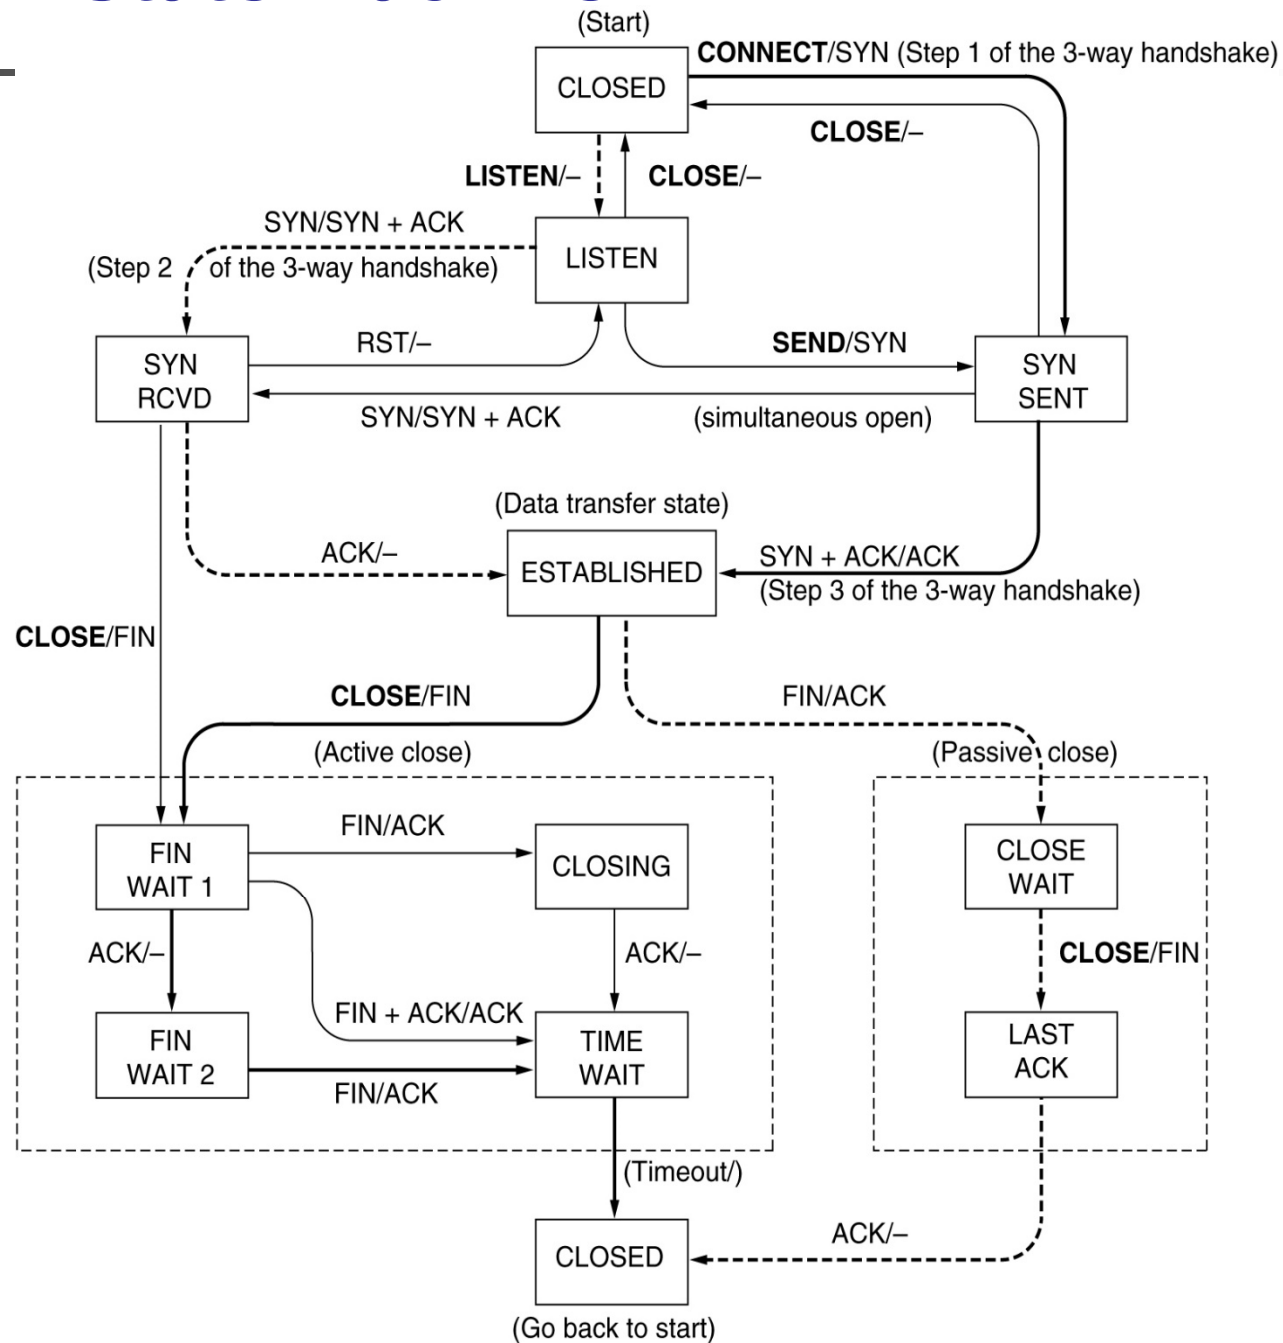 (Start)
CONNECT/SYN (Step 1 of the 3-way handshake)
CLOSED
CLOSE/–
LISTEN/–
CLOSE/–
SYN/SYN + ACK
LISTEN
(Step 2 of the 3-way handshake)
RST/–
SEND/SYN
SYN
RCVD
SYN
SENT
SYN/SYN + ACK
(simultaneous open)
(Data transfer state)
ACK/–
ESTABLISHED
SYN + ACK/ACK
(Step 3 of the 3-way handshake)
CLOSE/FIN
CLOSE/FIN
FIN/ACK
(Active close)
(Passive close)
FIN/ACK
FIN
WAIT 1
CLOSING
CLOSE
WAIT
ACK/–
ACK/–
CLOSE/FIN
FIN + ACK/ACK
FIN
WAIT 2
TIME
WAIT
LAST
ACK
FIN/ACK
(Timeout/)
ACK/–
CLOSED
(Go back to start)